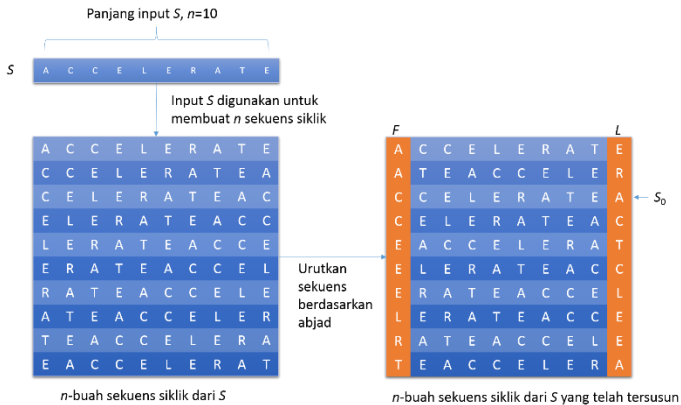 Panjang input S, n=10
S A C C E L E R A T E
Input S digunakan untuk
membuat n sekuens siklik
A C C E L E R A T E
C C E L E R A T E A
C E L E R A T E A C
E L E R A T E A C C
L E R A T E A C C E
E R A T E A C C E L
R A T E A C C E L E
A T E A C C E L E R
T E A C C E L E R A
E A C C E L E R A T
n-buah sekuens siklik dari S
Urutkan
sekuens
berdasarkan
abjad
F L
A C C E L E R A T E
A T E A C C E L E R
C C E L E R A T E A
S₀
C E L E R A T E A C
E A C C E L E R A T
E L E R A T E A C C
E R A T E A C C E L
L E R A T E A C C E
R A T E A C C E L E
T E A C C E L E R A
n-buah sekuens siklik dari S yang telah tersusun